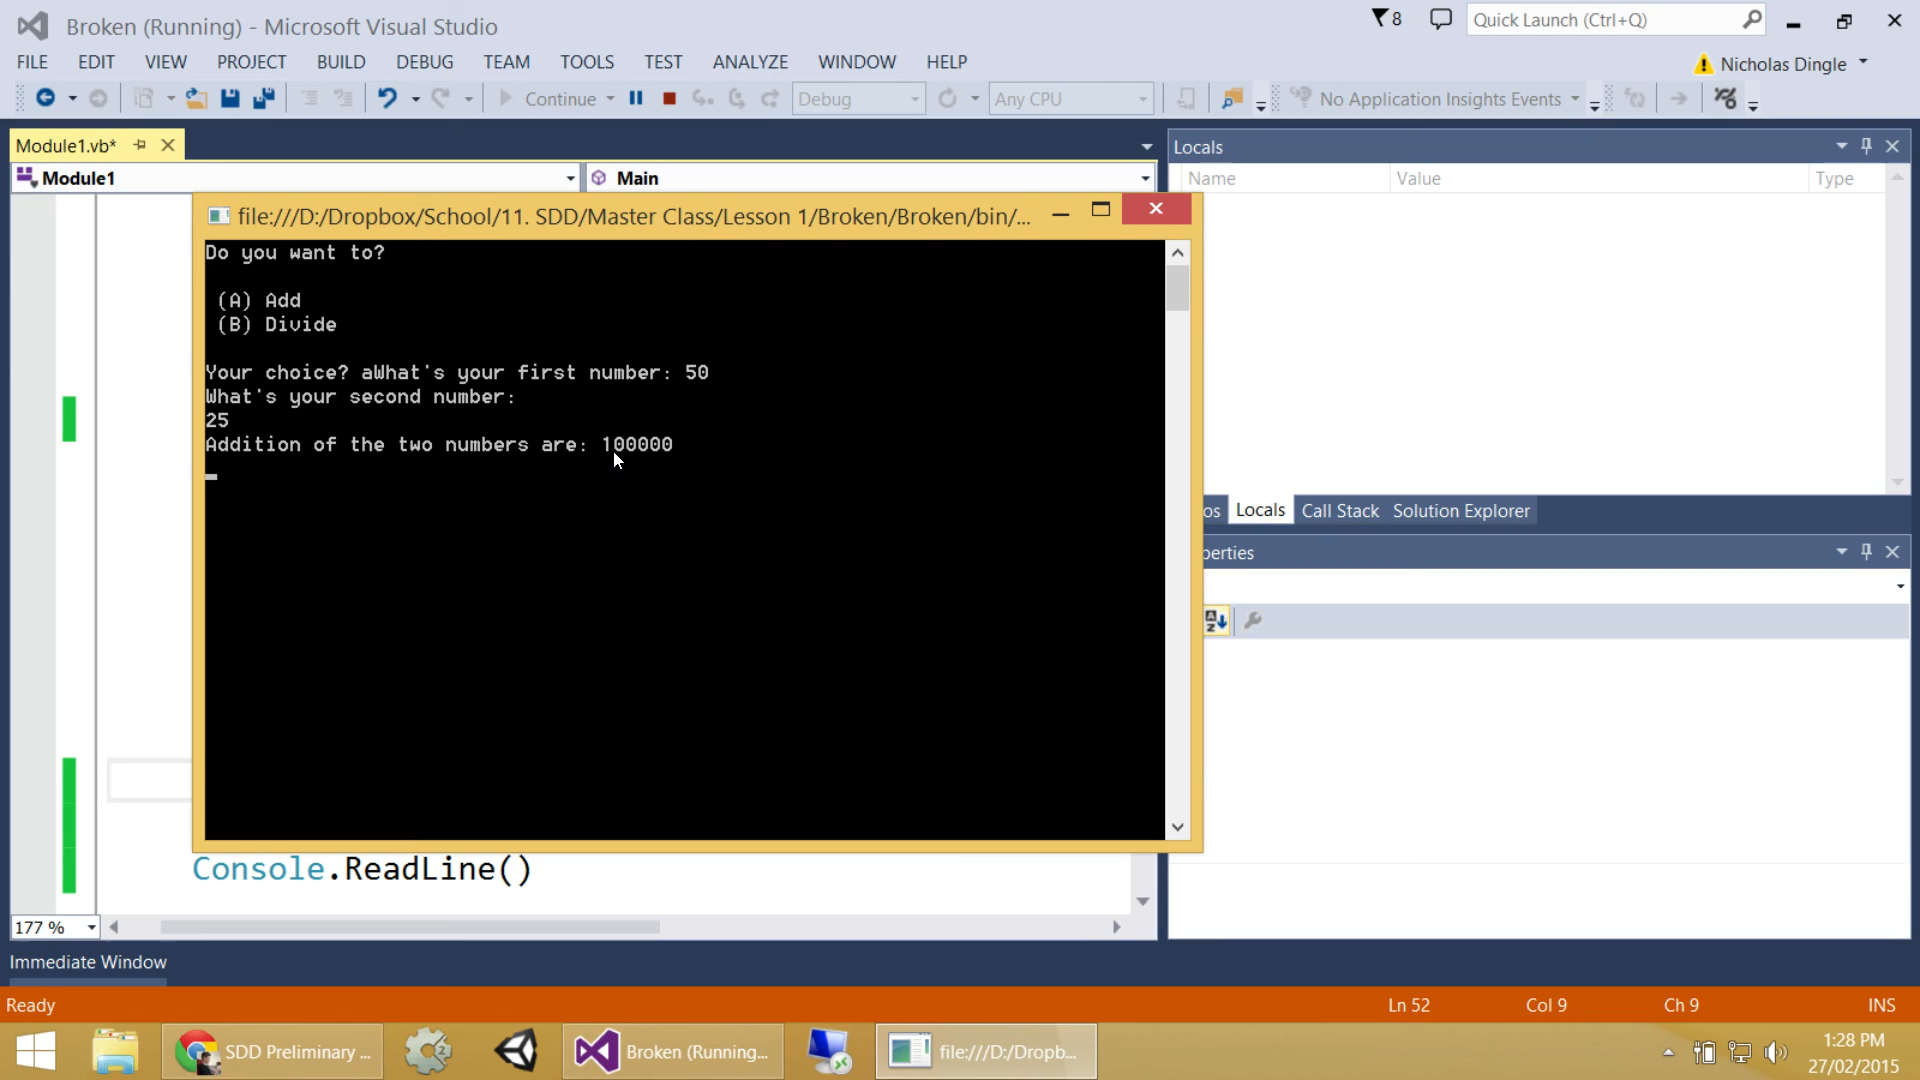 Broken (Running) - Microsoft Visual Studio
8
Quick Launch (Ctrl+Q)
FILE EDIT VIEW PROJECT BUILD DEBUG TEAM TOOLS TEST ANALYZE WINDOW HELP
Nicholas Dingle
Continue Debug Any CPU No Application Insights Events
Module1.vb*
Module1 Main
Locals
Name Value Type
file:///D:/Dropbox/School/11. SDD/Master Class/Lesson 1/Broken/Broken/bin/...
Do you want to?
(A) Add
(B) Divide
Your choice? aWhat's your first number: 50
What's your second number:
25
Addition of the two numbers are: 100000
os Locals Call Stack Solution Explorer
perties
Console.ReadLine()
177 %
Immediate Window
Ready Ln 52 Col 9 Ch 9 INS
SDD Preliminary ... Broken (Running... file:///D:/Dropb...
1:28 PM
27/02/2015